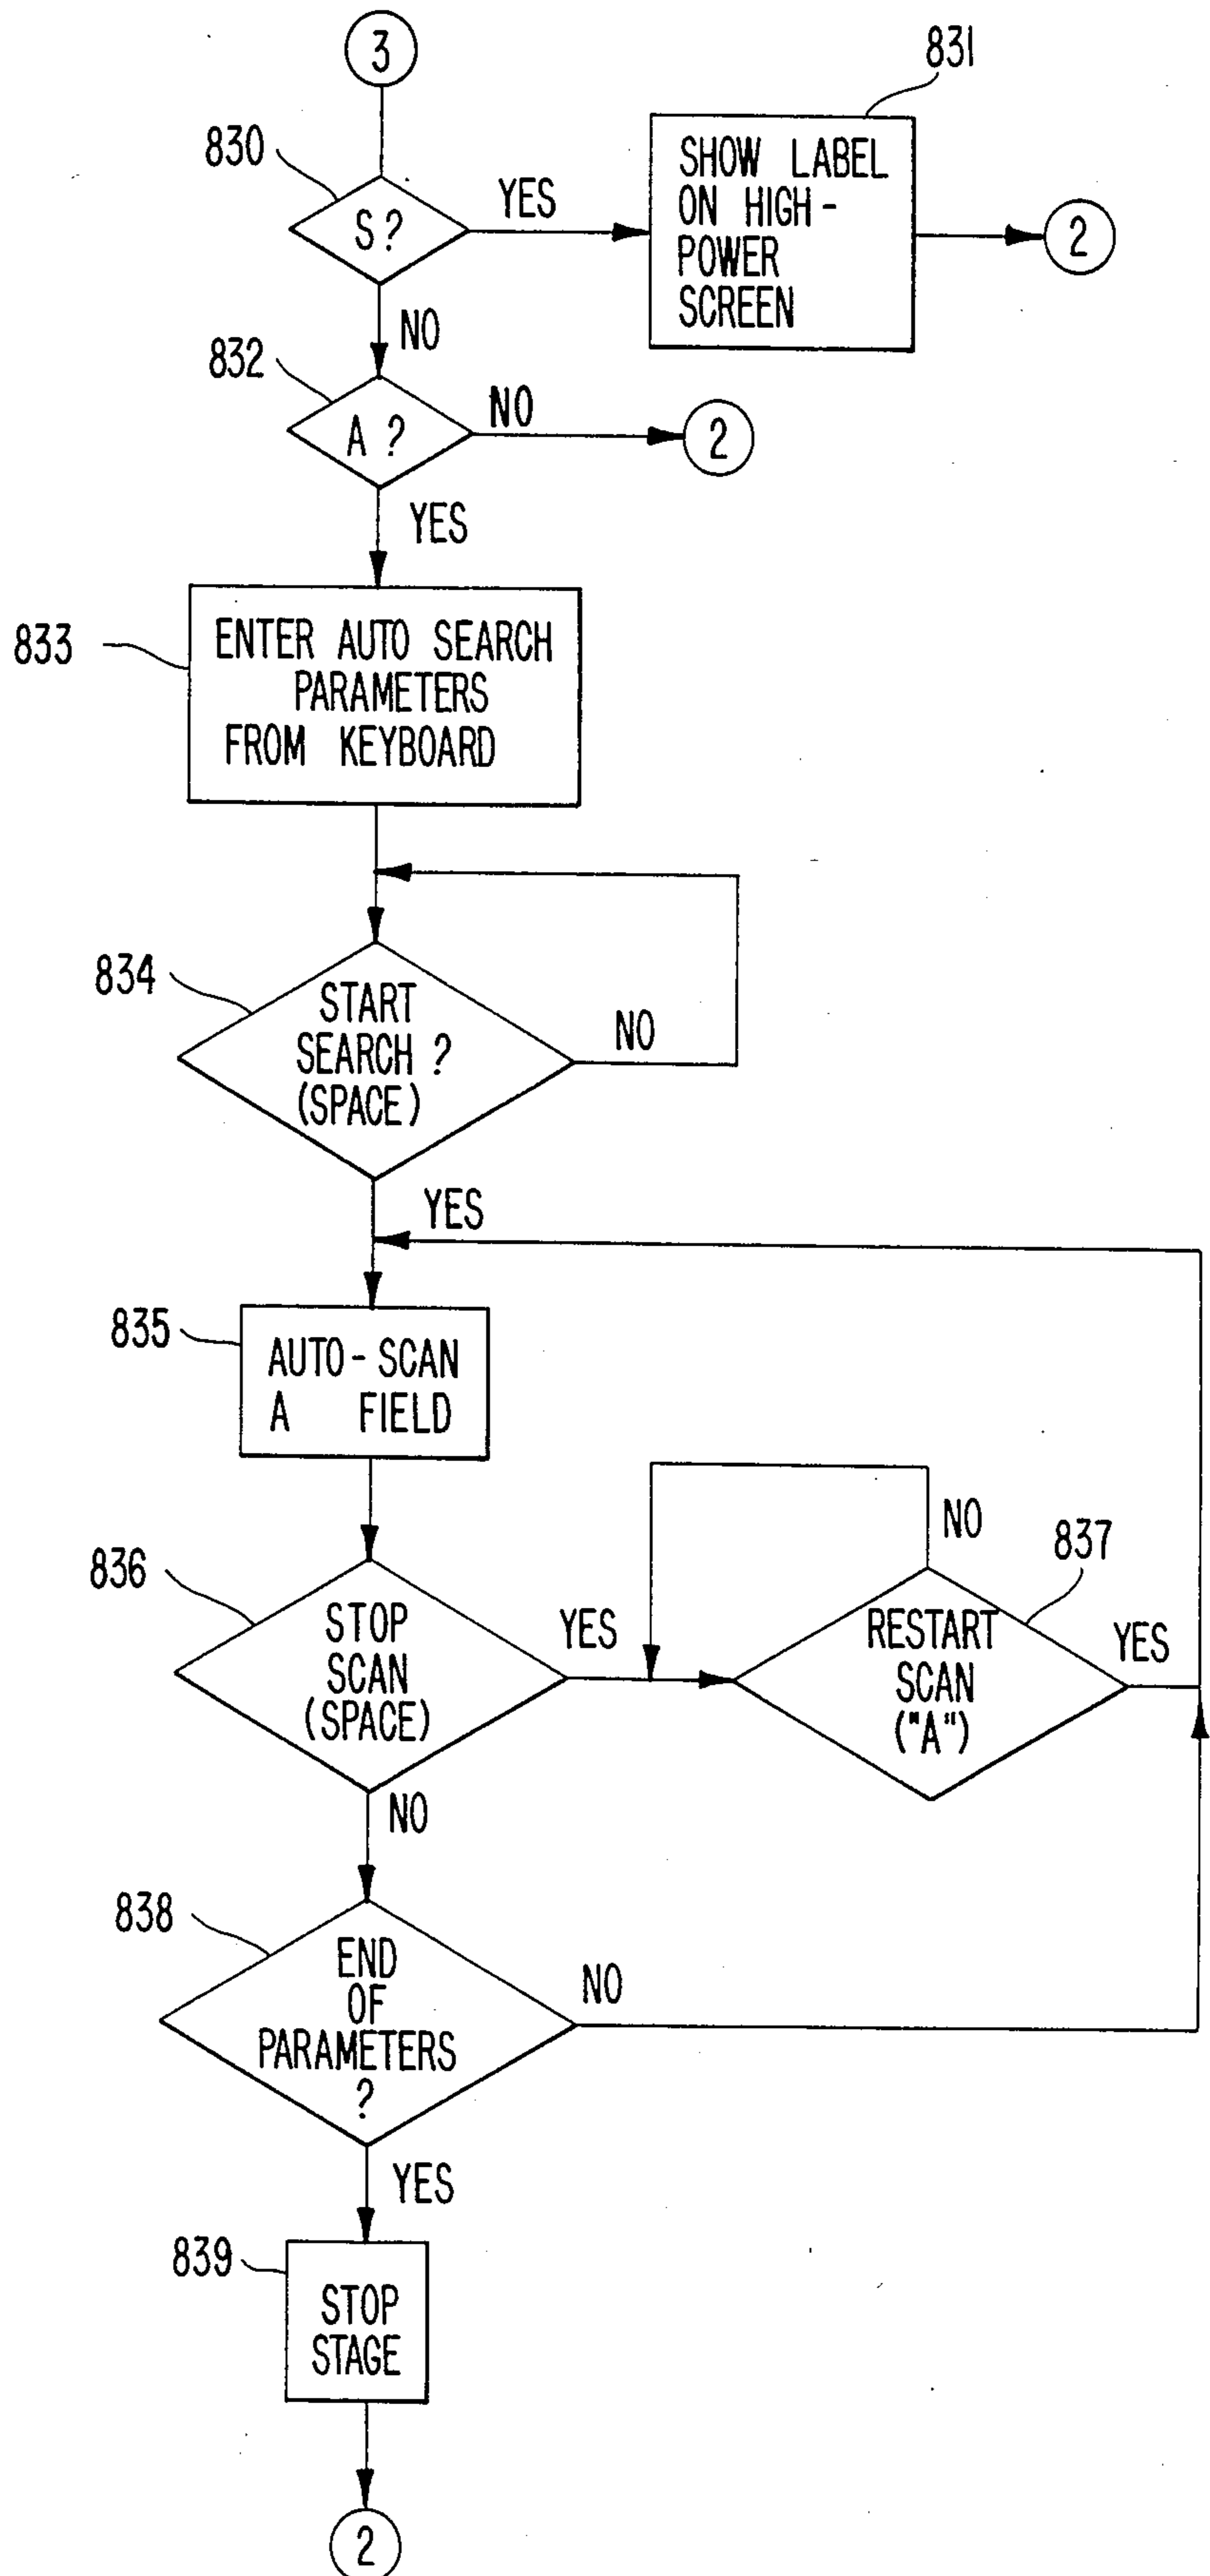 3
831
830
S?
YES
SHOW LABEL
ON HIGH-
POWER
SCREEN
2
NO
832
A ?
NO
2
YES
833
ENTER AUTO SEARCH
PARAMETERS
FROM KEYBOARD
834
START
SEARCH ?
(SPACE)
NO
YES
835
AUTO-SCAN
A FIELD
836
STOP
SCAN
(SPACE)
YES
NO
837
RESTART
SCAN
("A")
YES
NO
838
END
OF
PARAMETERS
?
NO
YES
839
STOP
STAGE
2